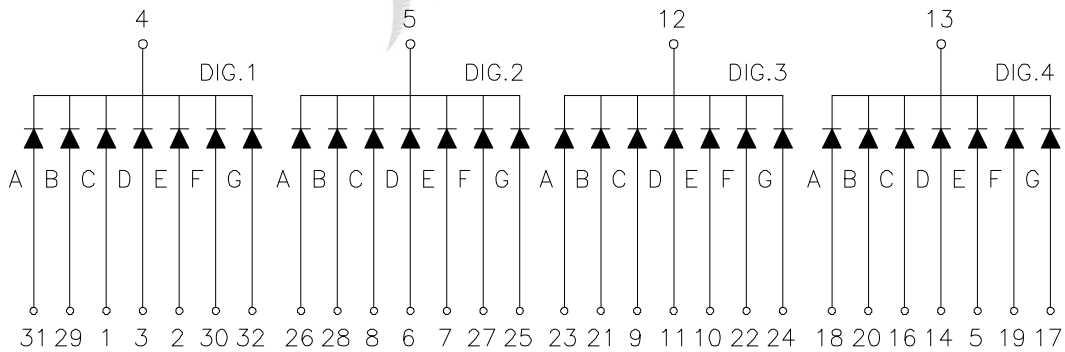 4 5 12 13
DIG.1 DIG.2 DIG.3 DIG.4
A B C D E F G A B C D E F G A B C D E F G A B C D E F G
31 29 1 3 2 30 32 26 28 8 6 7 27 25 23 21 9 11 10 22 24 18 20 16 14 5 19 17